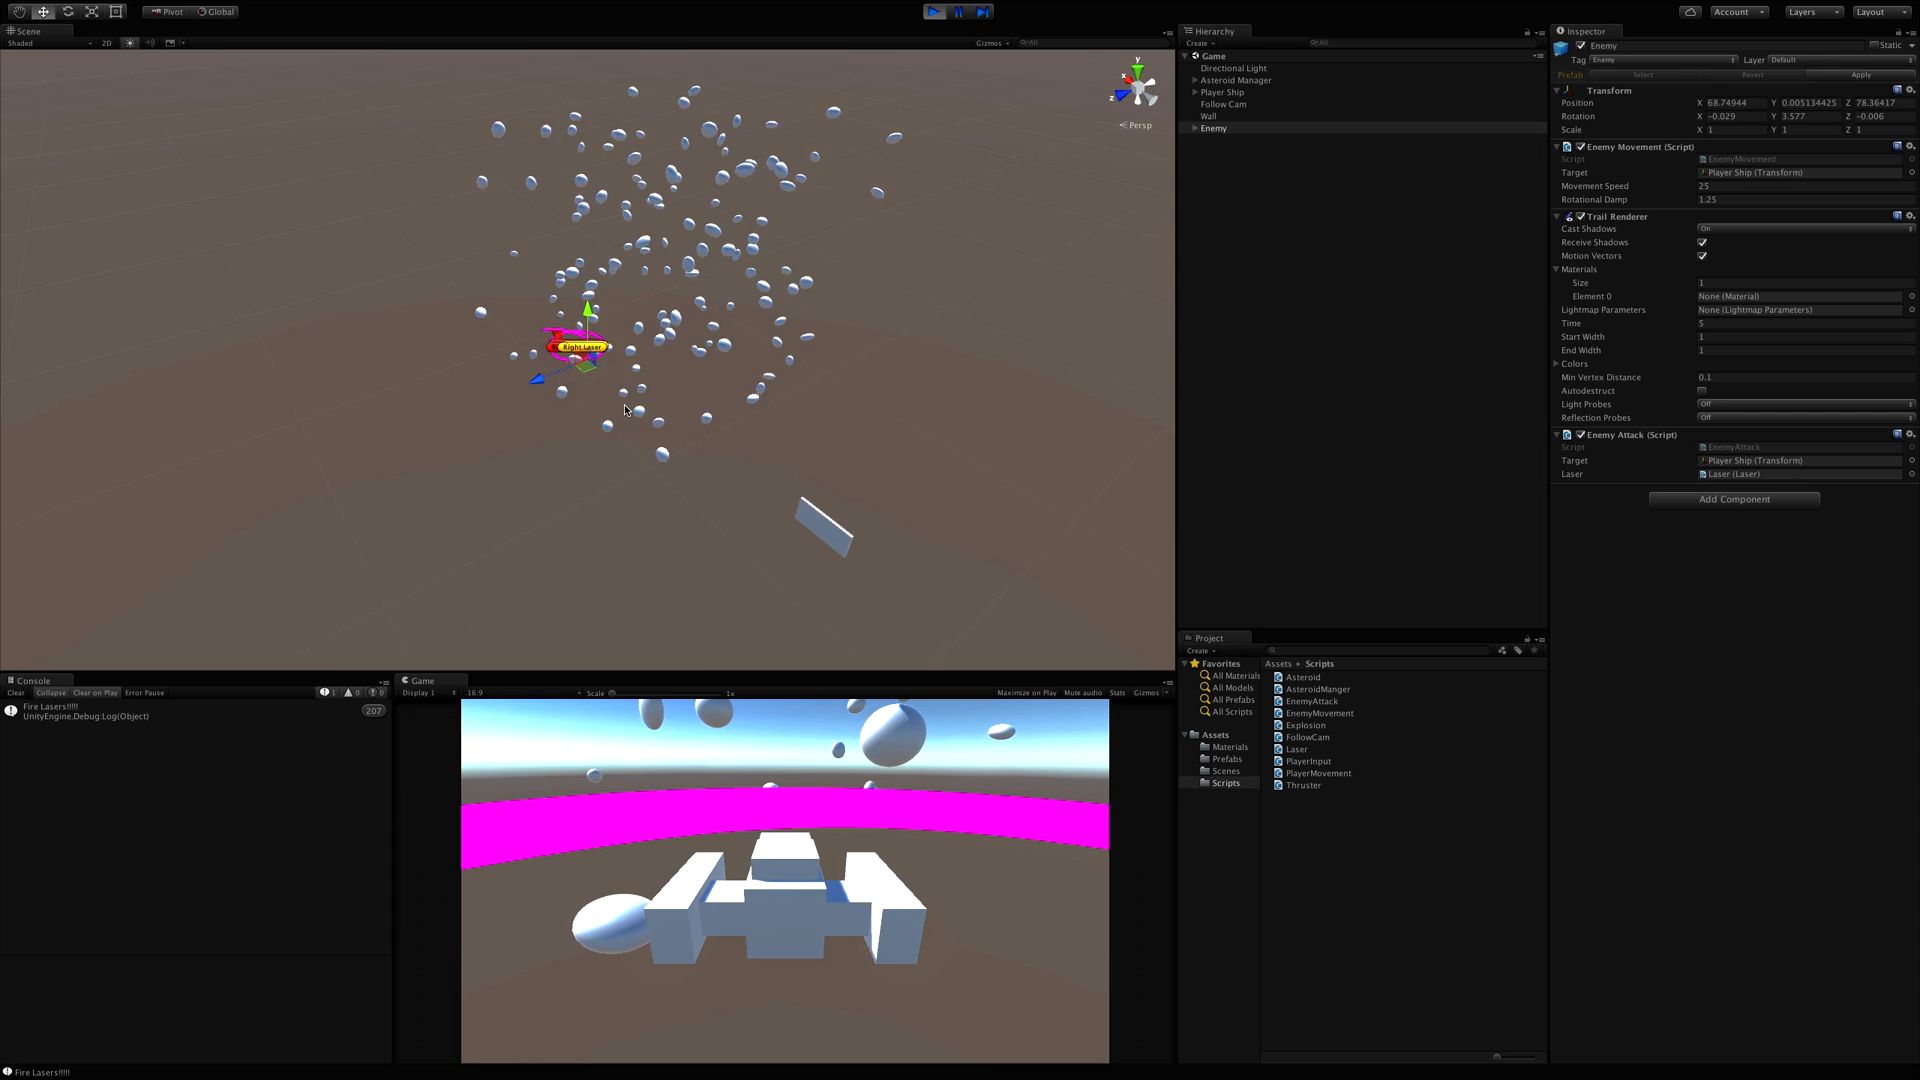 Pivot Global Account Layers Layout
Scene
Shaded 2D Gizmos All
y
x
z
Persp
Right Laser
Hierarchy
Create All
Game
Directional Light
Asteroid Manager
Player Ship
Follow Cam
Wall
Enemy
Inspector
Enemy Static
Tag Enemy Layer Default
Prefab Select Revert Apply
Transform
Position X 68.74944 Y 0.005134425 Z 78.36417
Rotation X -0.029 Y 3.577 Z -0.006
Scale X 1 Y 1 Z 1
Enemy Movement (Script)
Script EnemyMovement
Target Player Ship (Transform)
Movement Speed 25
Rotational Damp 1.25
Trail Renderer
Cast Shadows On
Receive Shadows
Motion Vectors
Materials
Size 1
Element 0 None (Material)
Lightmap Parameters None (Lightmap Parameters)
Time 5
Start Width 1
End Width 1
Colors
Min Vertex Distance 0.1
Autodestruct
Light Probes Off
Reflection Probes Off
Enemy Attack (Script)
Script EnemyAttack
Target Player Ship (Transform)
Laser Laser (Laser)
Add Component
Console
Clear Collapse Clear on Play Error Pause 1 0 0
Fire Lasers!!!!!
UnityEngine.Debug:Log(Object)
207
Game
Display 1 16:9 Scale 1x Maximize on Play Mute audio Stats Gizmos
Project
Create
Favorites
All Materials
All Models
All Prefabs
All Scripts
Assets
Materials
Prefabs
Scenes
Scripts
Assets Scripts
Asteroid
AsteroidManger
EnemyAttack
EnemyMovement
Explosion
FollowCam
Laser
PlayerInput
PlayerMovement
Thruster
Fire Lasers!!!!!